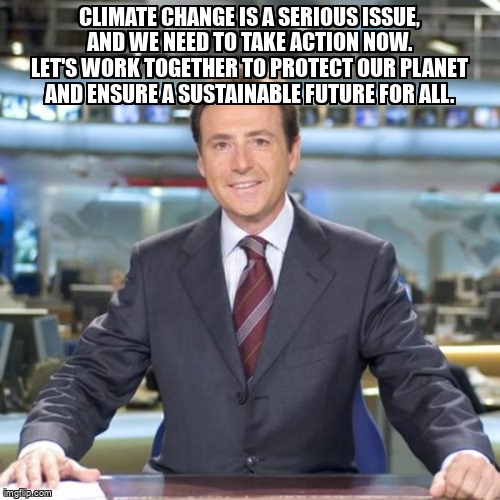 CLIMATE CHANGE IS A SERIOUS ISSUE,
AND WE NEED TO TAKE ACTION NOW.
LET'S WORK TOGETHER TO PROTECT OUR PLANET
AND ENSURE A SUSTAINABLE FUTURE FOR ALL.
imgflip.com